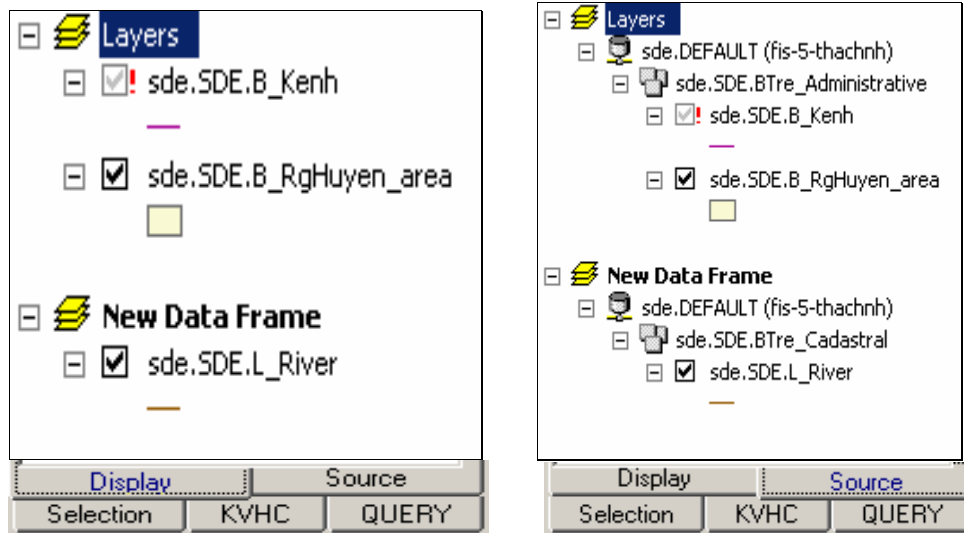 Layers
sde.SDE.B_Kenh
sde.SDE.B_RgHuyen_area
New Data Frame
sde.SDE.L_River
Display Source
Selection KVHC QUERY
Layers
sde.DEFAULT (fis-5-thachnh)
sde.SDE.BTre_Administrative
sde.SDE.B_Kenh
sde.SDE.B_RgHuyen_area
New Data Frame
sde.DEFAULT (fis-5-thachnh)
sde.SDE.BTre_Cadastral
sde.SDE.L_River
Display Source
Selection KVHC QUERY